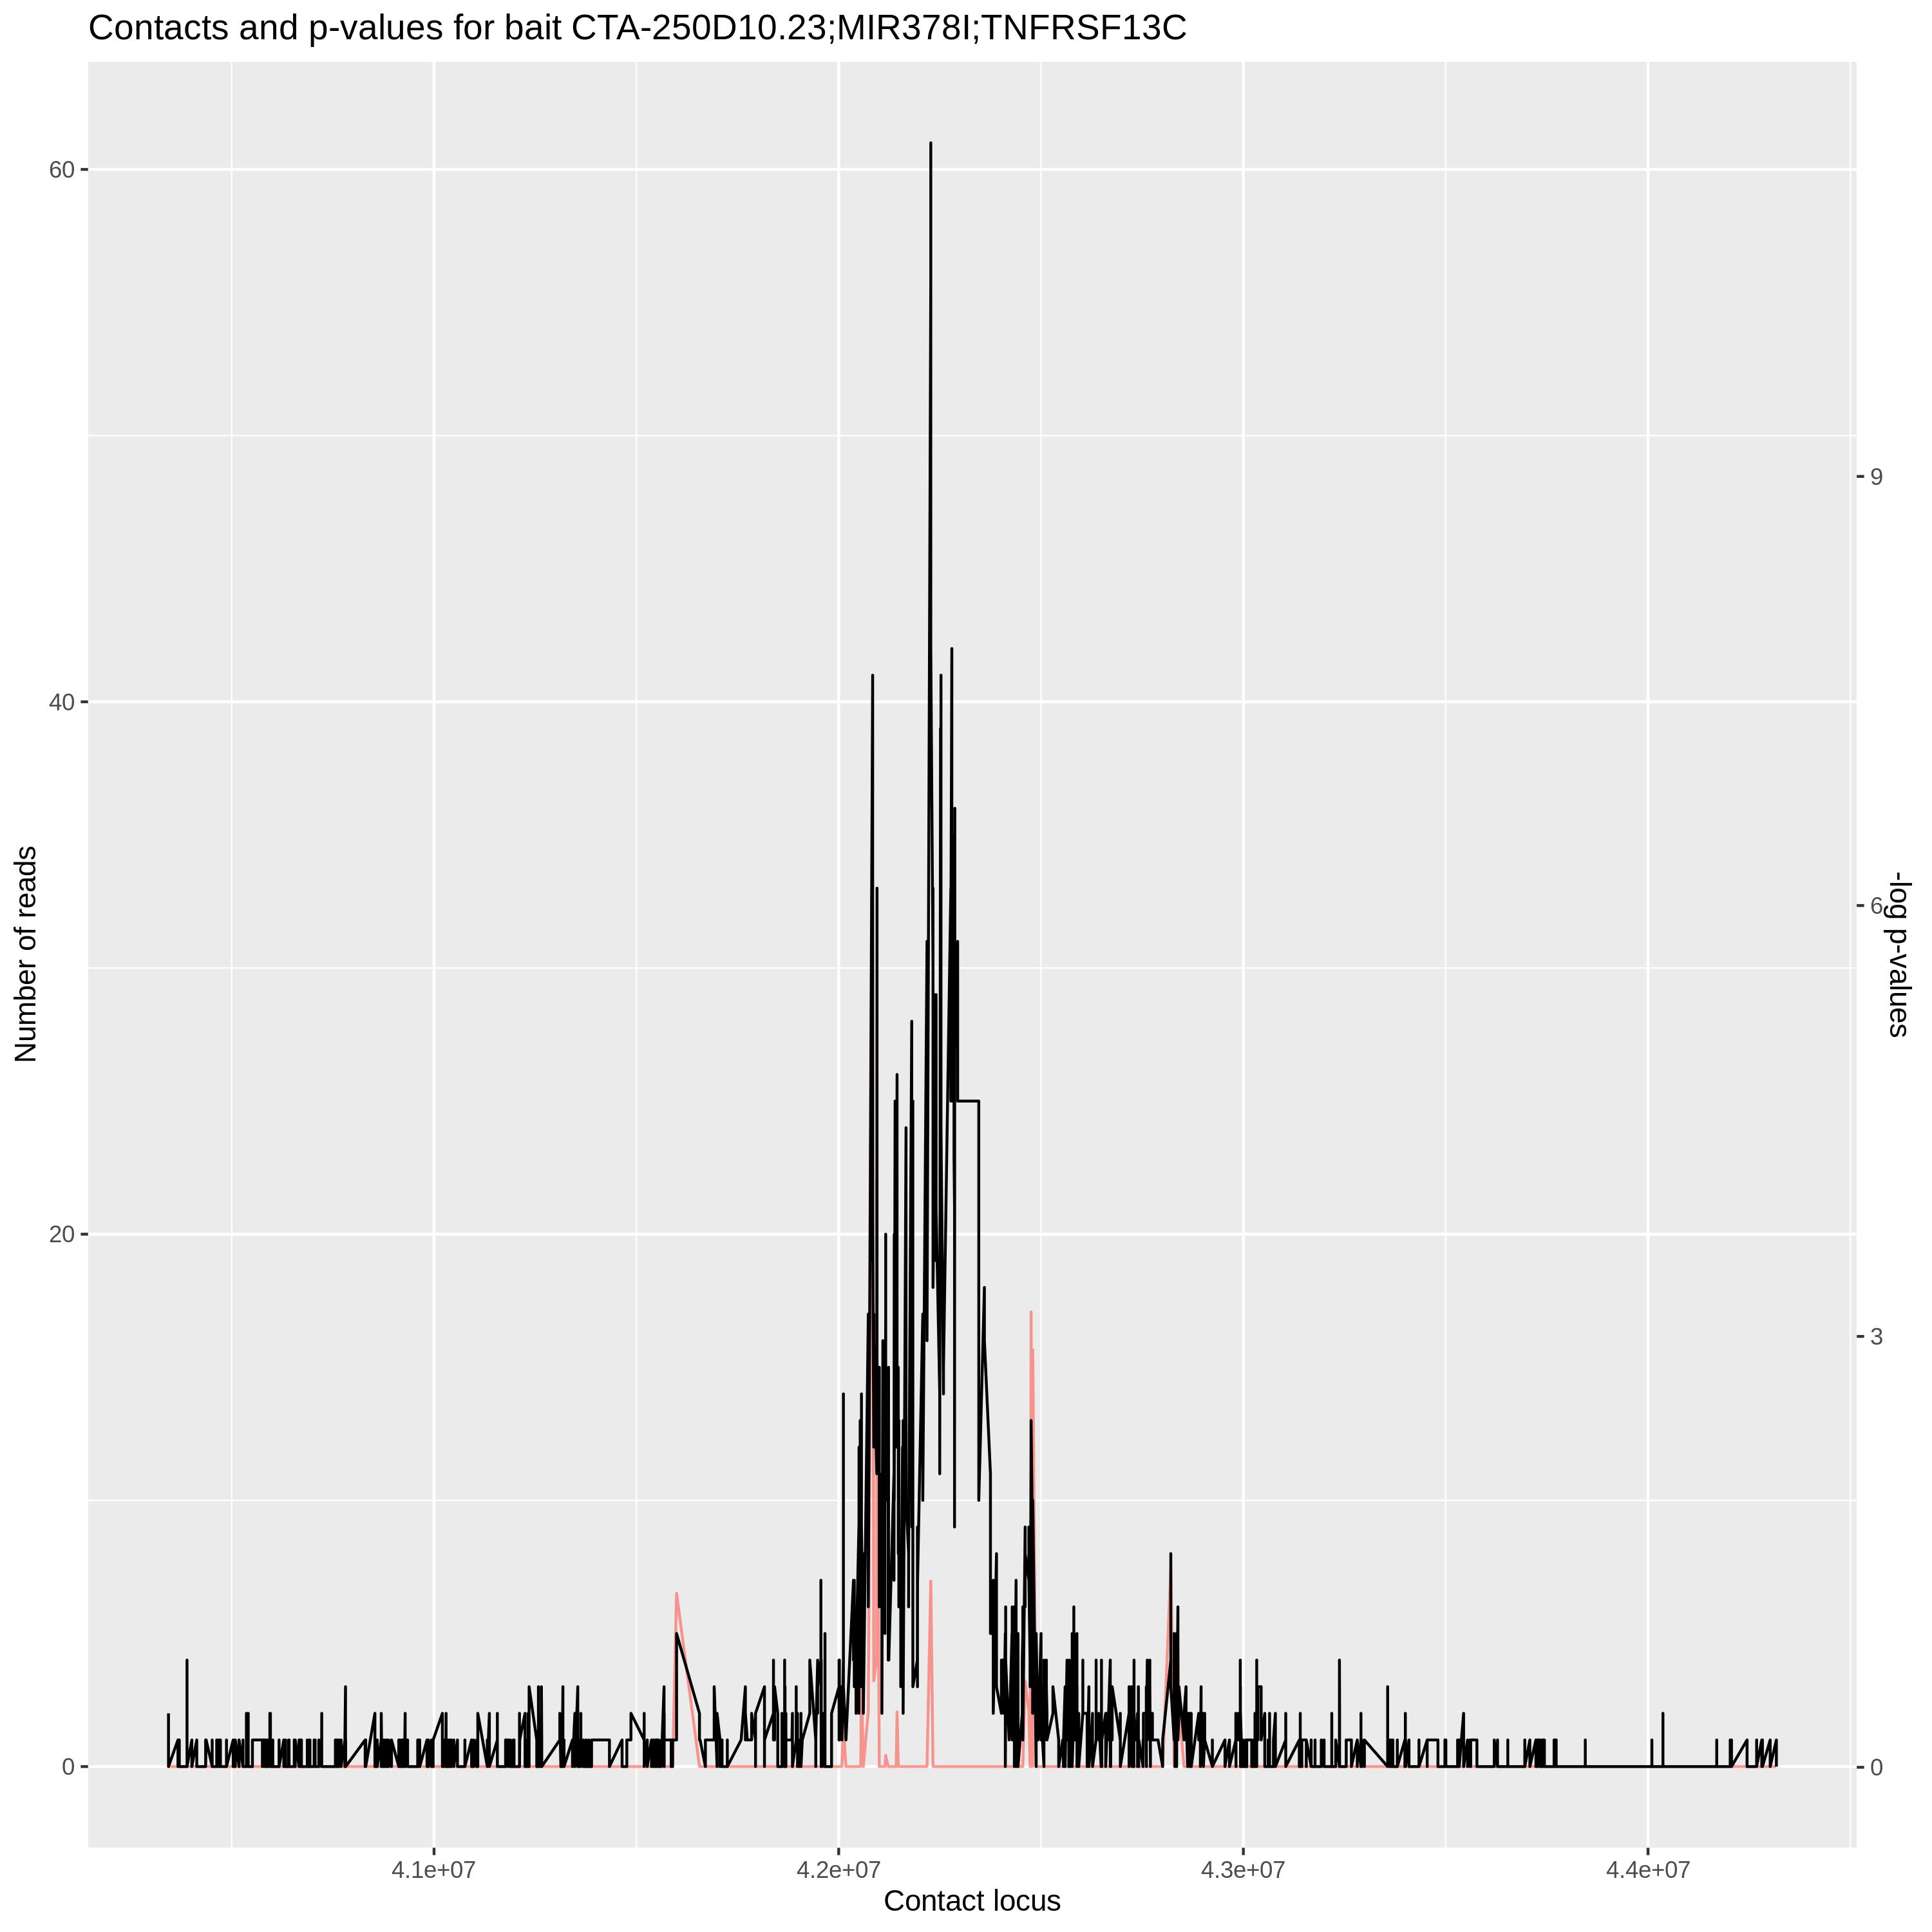 Contacts and p-values for bait CTA-250D10.23;MIR378I;TNFRSF13C
60
40
20
0
Number of reads
9
6
3
0
-log p-values
4.1e+07
4.2e+07
4.3e+07
4.4e+07
Contact locus